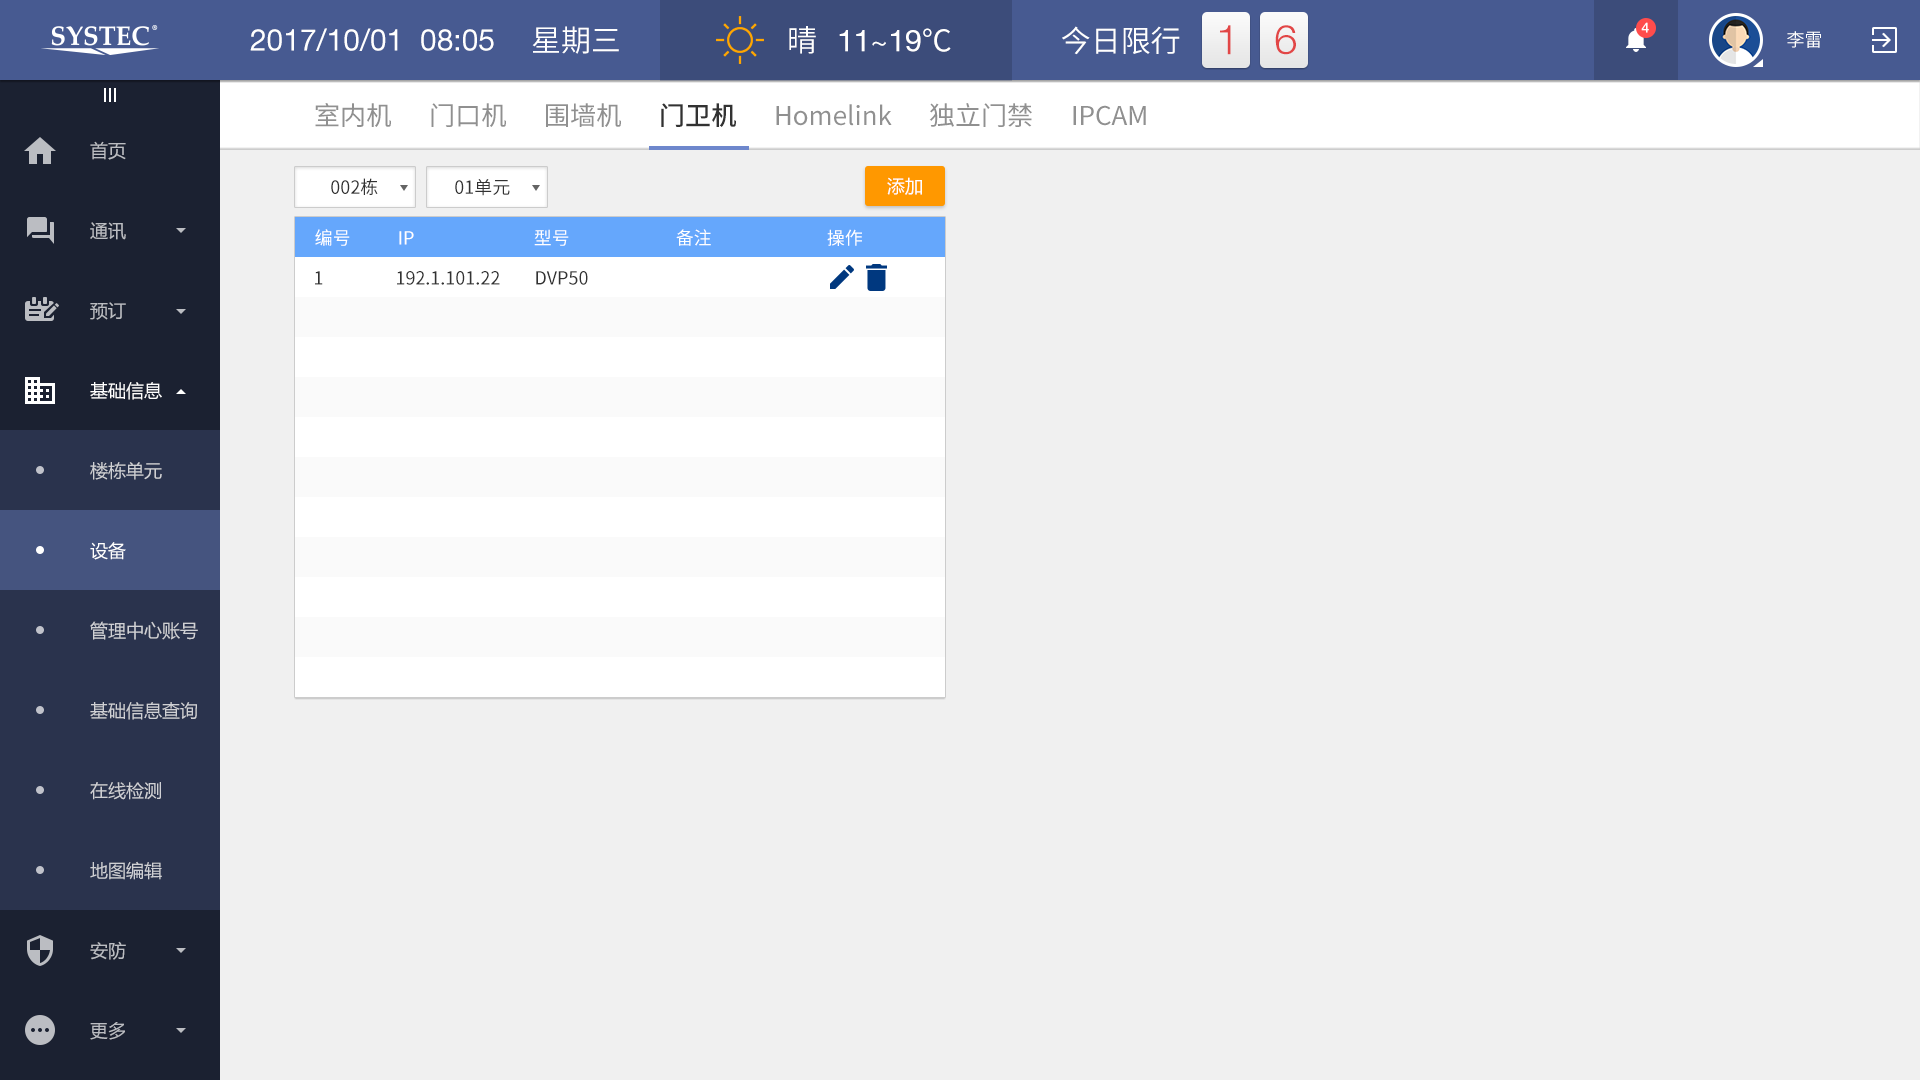 SYSTEC®
2017/10/01 08:05 星期三
晴 11~19℃
今日限行 1 6
4
李雷
首页
通讯
预订
基础信息
楼栋单元
设备
管理中心账号
基础信息查询
在线检测
地图编辑
安防
更多
室内机 门口机 围墙机 门卫机 Homelink 独立门禁 IPCAM
002栋 01单元 添加
编号 IP 型号 备注 操作
1 192.1.101.22 DVP50